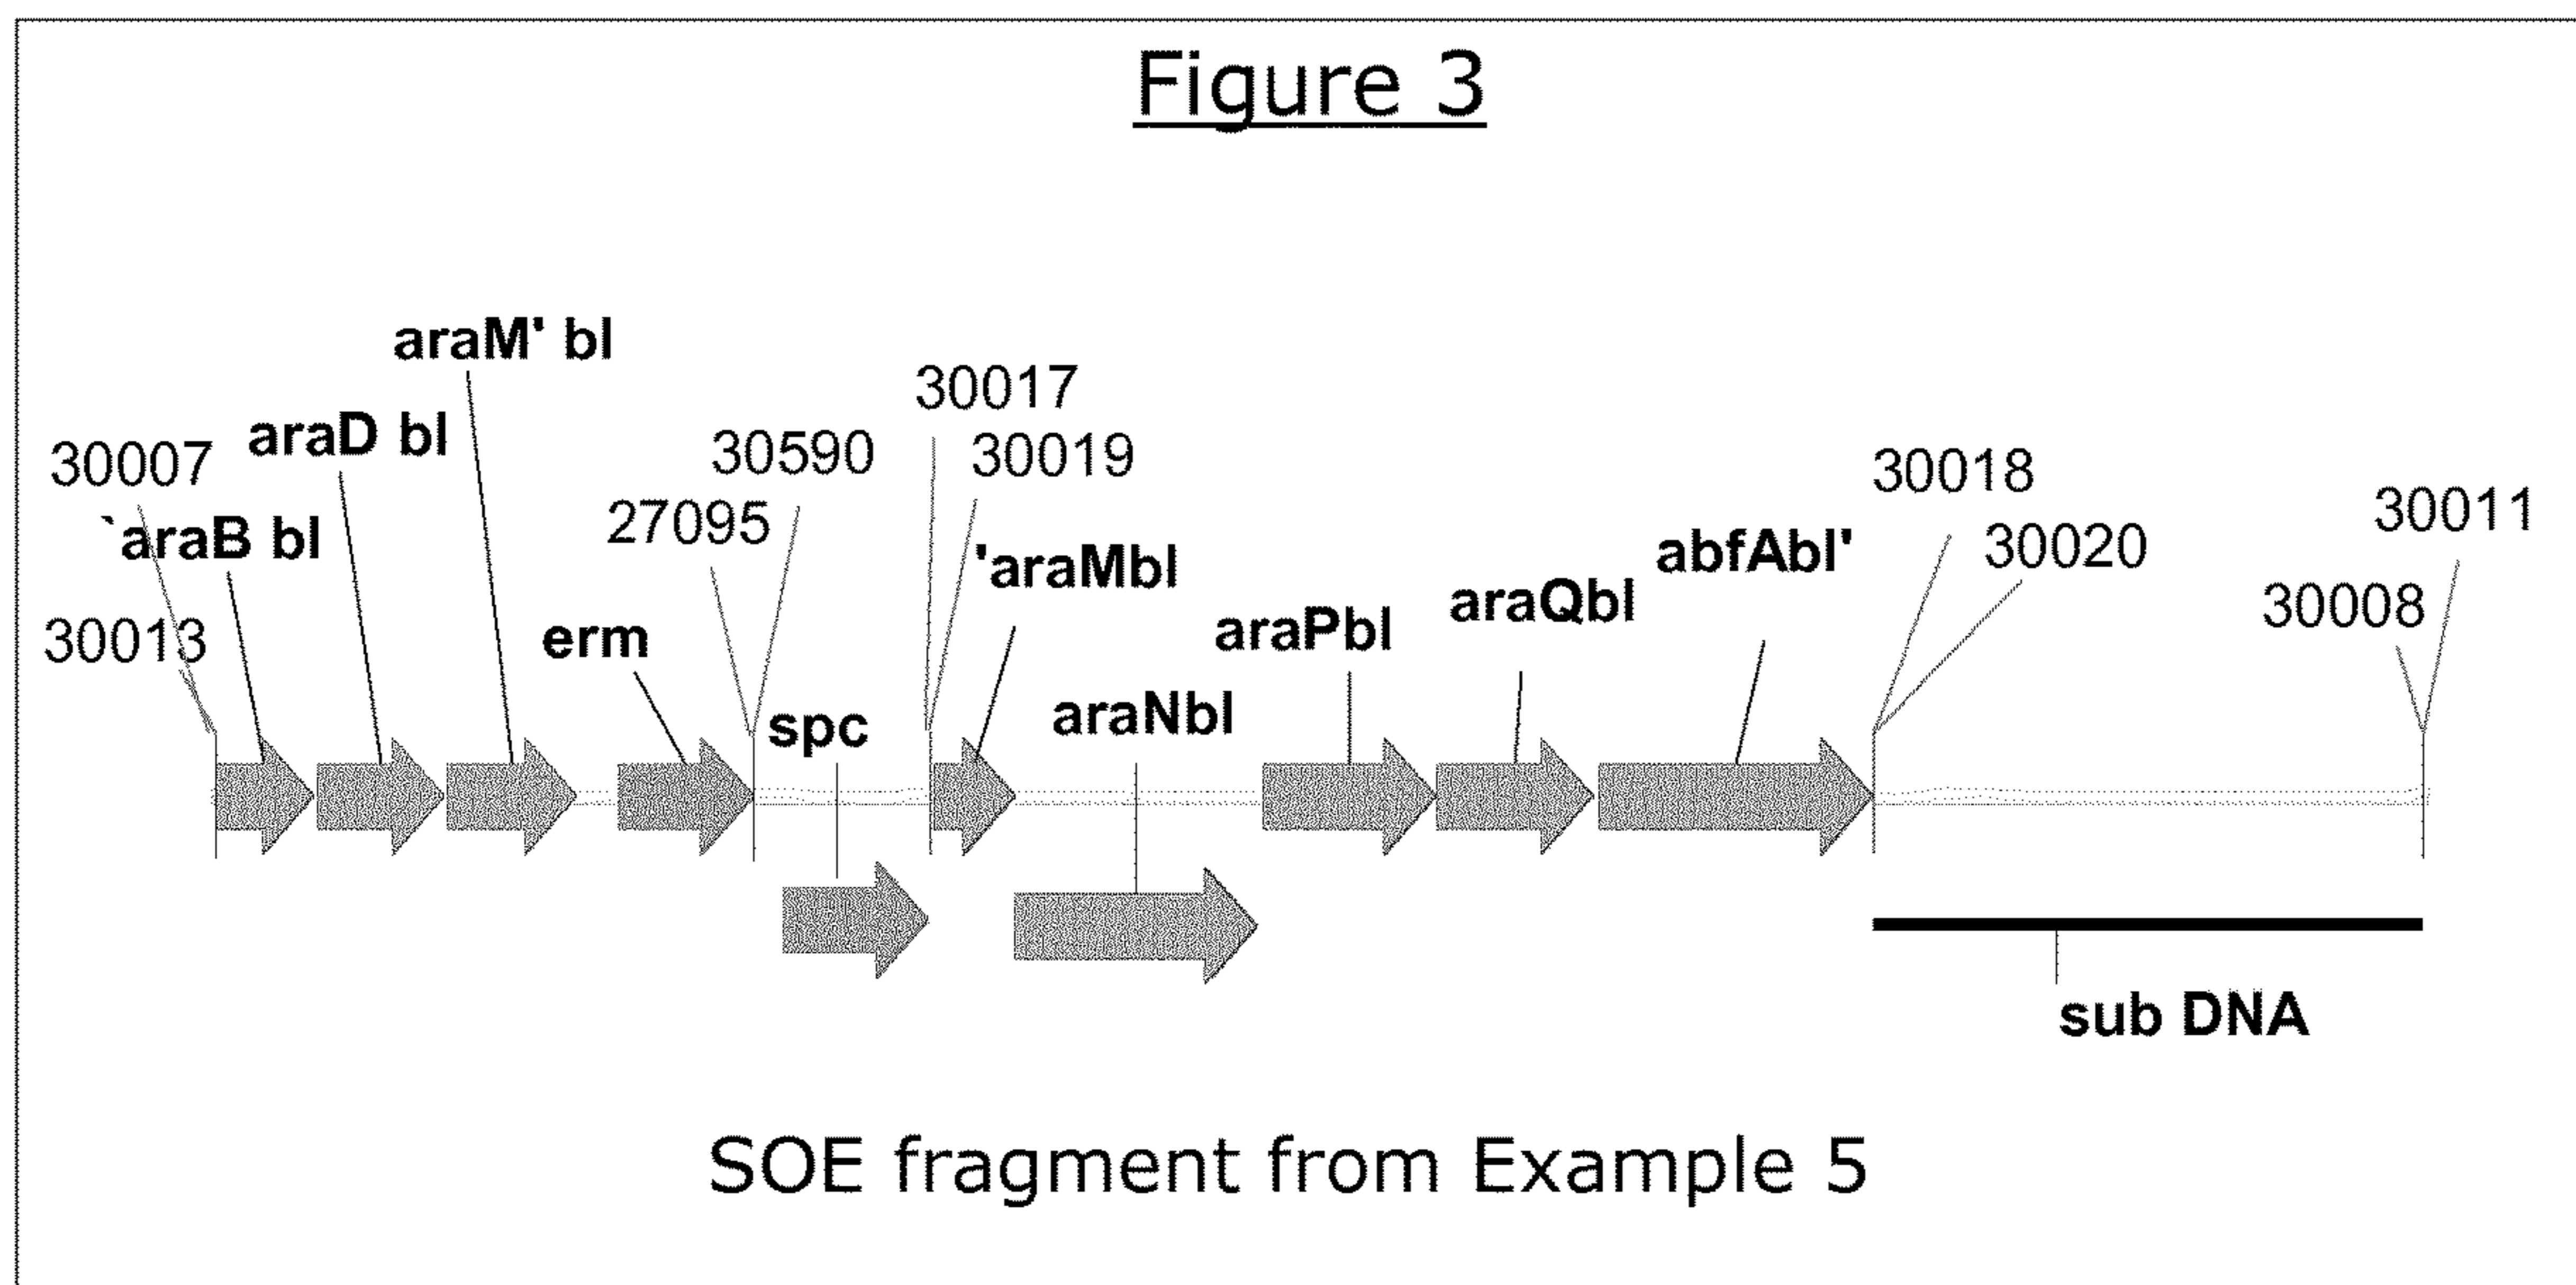 Figure 3
araM' bl
30017
araD bl
30007
30590
30019
30018
27095
30011
`araB bl
'araMbl
abfAbl'
30020
30013
erm
araPbl
araQbl
30008
spc
araNbl
sub DNA
SOE fragment from Example 5